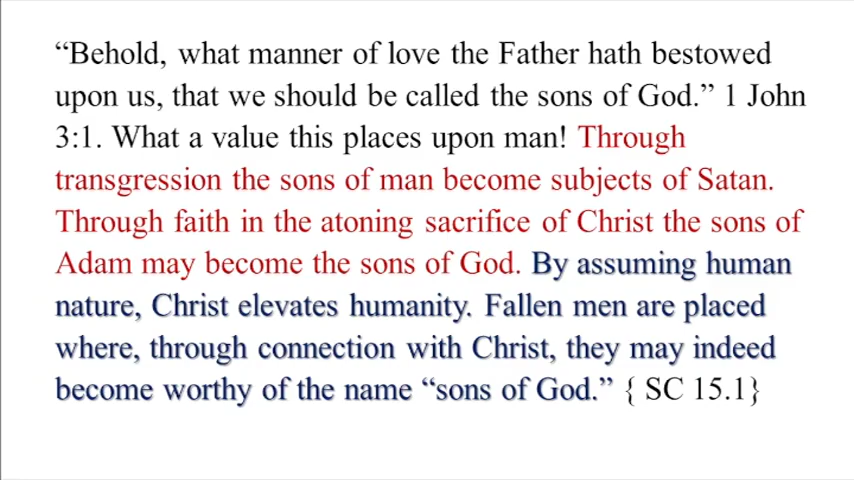 “Behold, what manner of love the Father hath bestowed
upon us, that we should be called the sons of God.” 1 John
3:1. What a value this places upon man! Through
transgression the sons of man become subjects of Satan.
Through faith in the atoning sacrifice of Christ the sons of
Adam may become the sons of God. By assuming human
nature, Christ elevates humanity. Fallen men are placed
where, through connection with Christ, they may indeed
become worthy of the name “sons of God.” { SC 15.1}